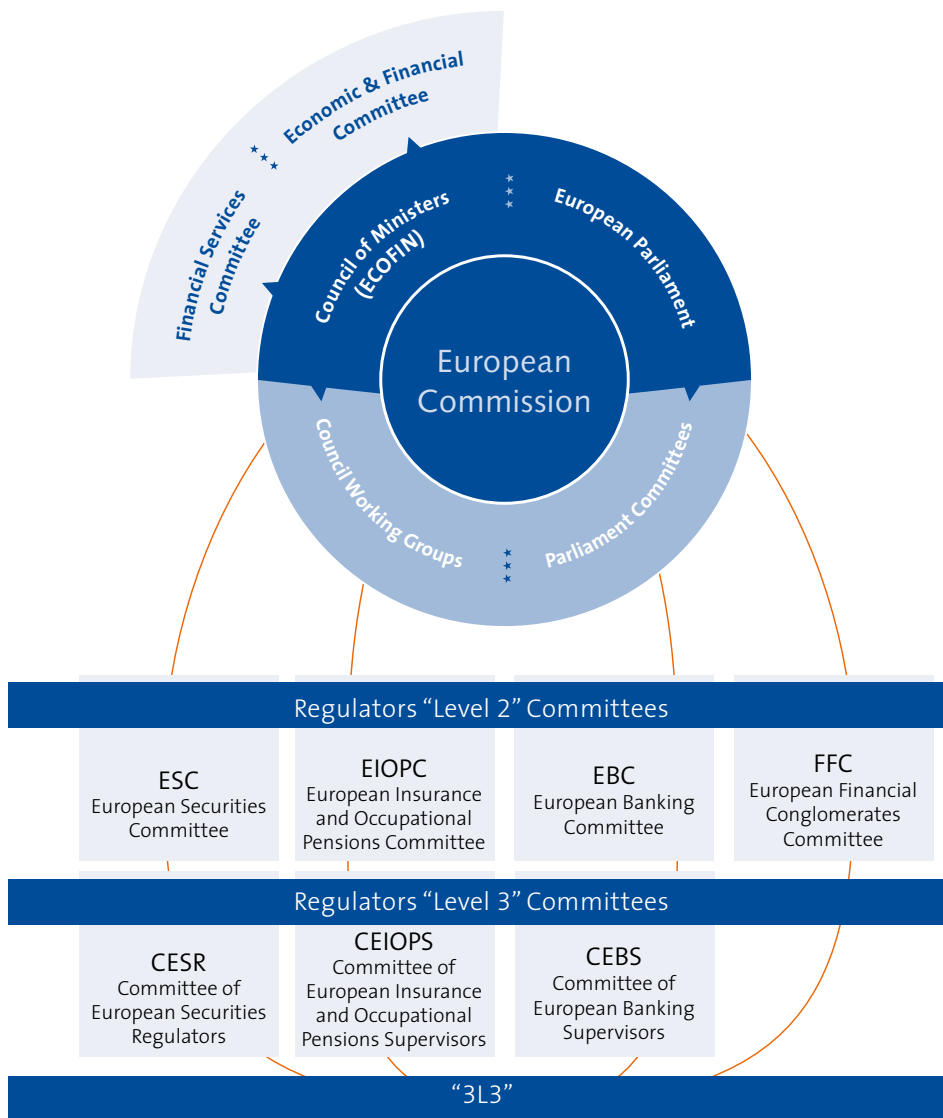 Economic & Financial
Committee
Financial Services
Committee
Council of Ministers
(ECOFIN)
European Parliament
European
Commission
Council Working Groups
Parliament Committees
Regulators “Level 2” Committees
ESC
European Securities
Committee
EIOPC
European Insurance
and Occupational
Pensions Committee
EBC
European Banking
Committee
FFC
European Financial
Conglomerates
Committee
Regulators “Level 3” Committees
CESR
Committee of
European Securities
Regulators
CEIOPS
Committee of
European Insurance
and Occupational
Pensions Supervisors
CEBS
Committee of
European Banking
Supervisors
“3L3”